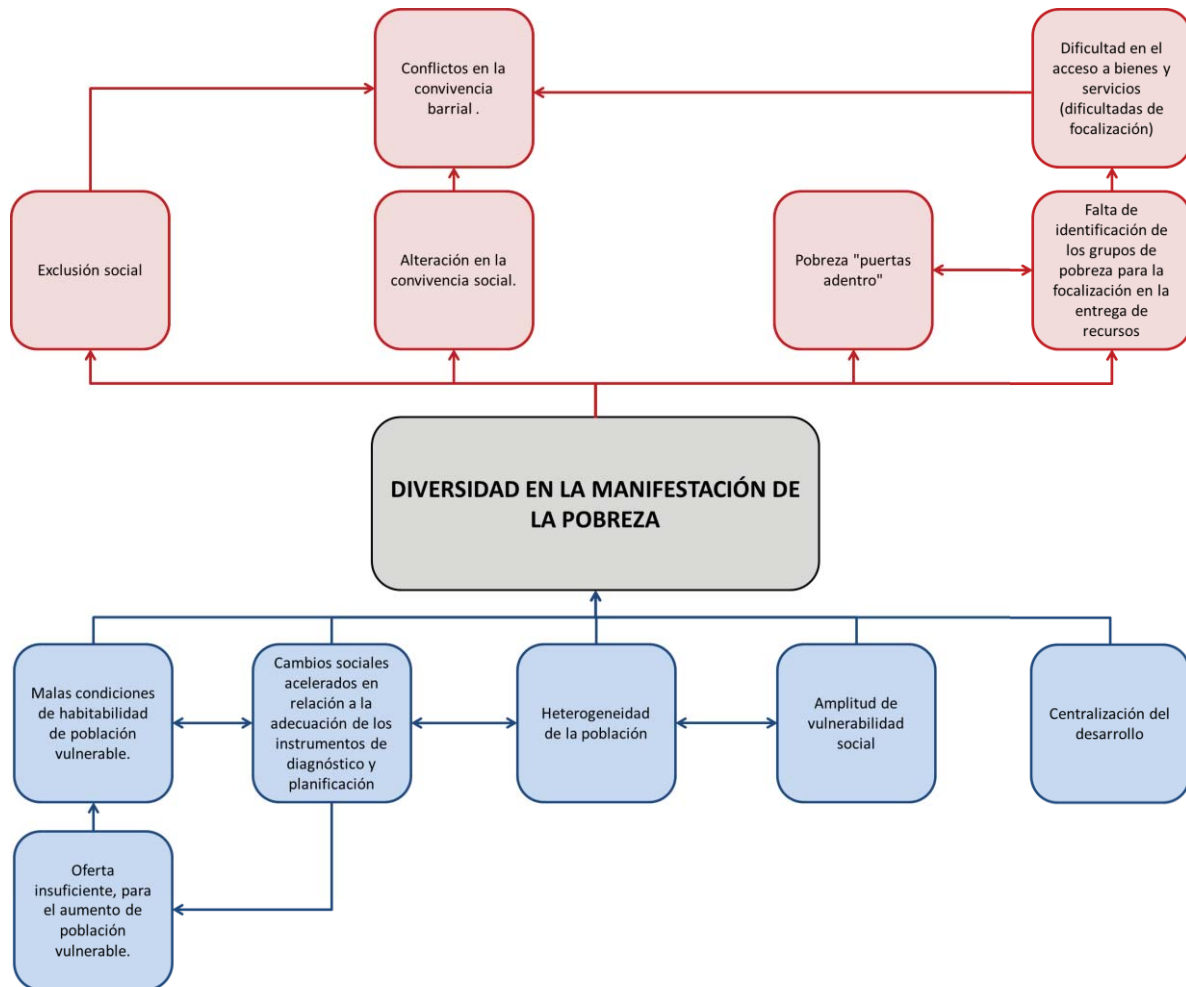 Conflictos en la
convivencia
barrial .
Dificultad en el
acceso a bienes y
servicios
(dificultadas de
focalización)
Exclusión social
Alteración en la
convivencia social.
Pobreza "puertas
adentro"
Falta de
identificación de
los grupos de
pobreza para la
focalización en la
entrega de
recursos
DIVERSIDAD EN LA MANIFESTACIÓN DE
LA POBREZA
Malas condiciones
de habitabilidad
de población
vulnerable.
Cambios sociales
acelerados en
relación a la
adecuación de los
instrumentos de
diagnóstico y
planificación
Heterogeneidad
de la población
Amplitud de
vulnerabilidad
social
Centralización del
desarrollo
Oferta
insuficiente, para
el aumento de
población
vulnerable.